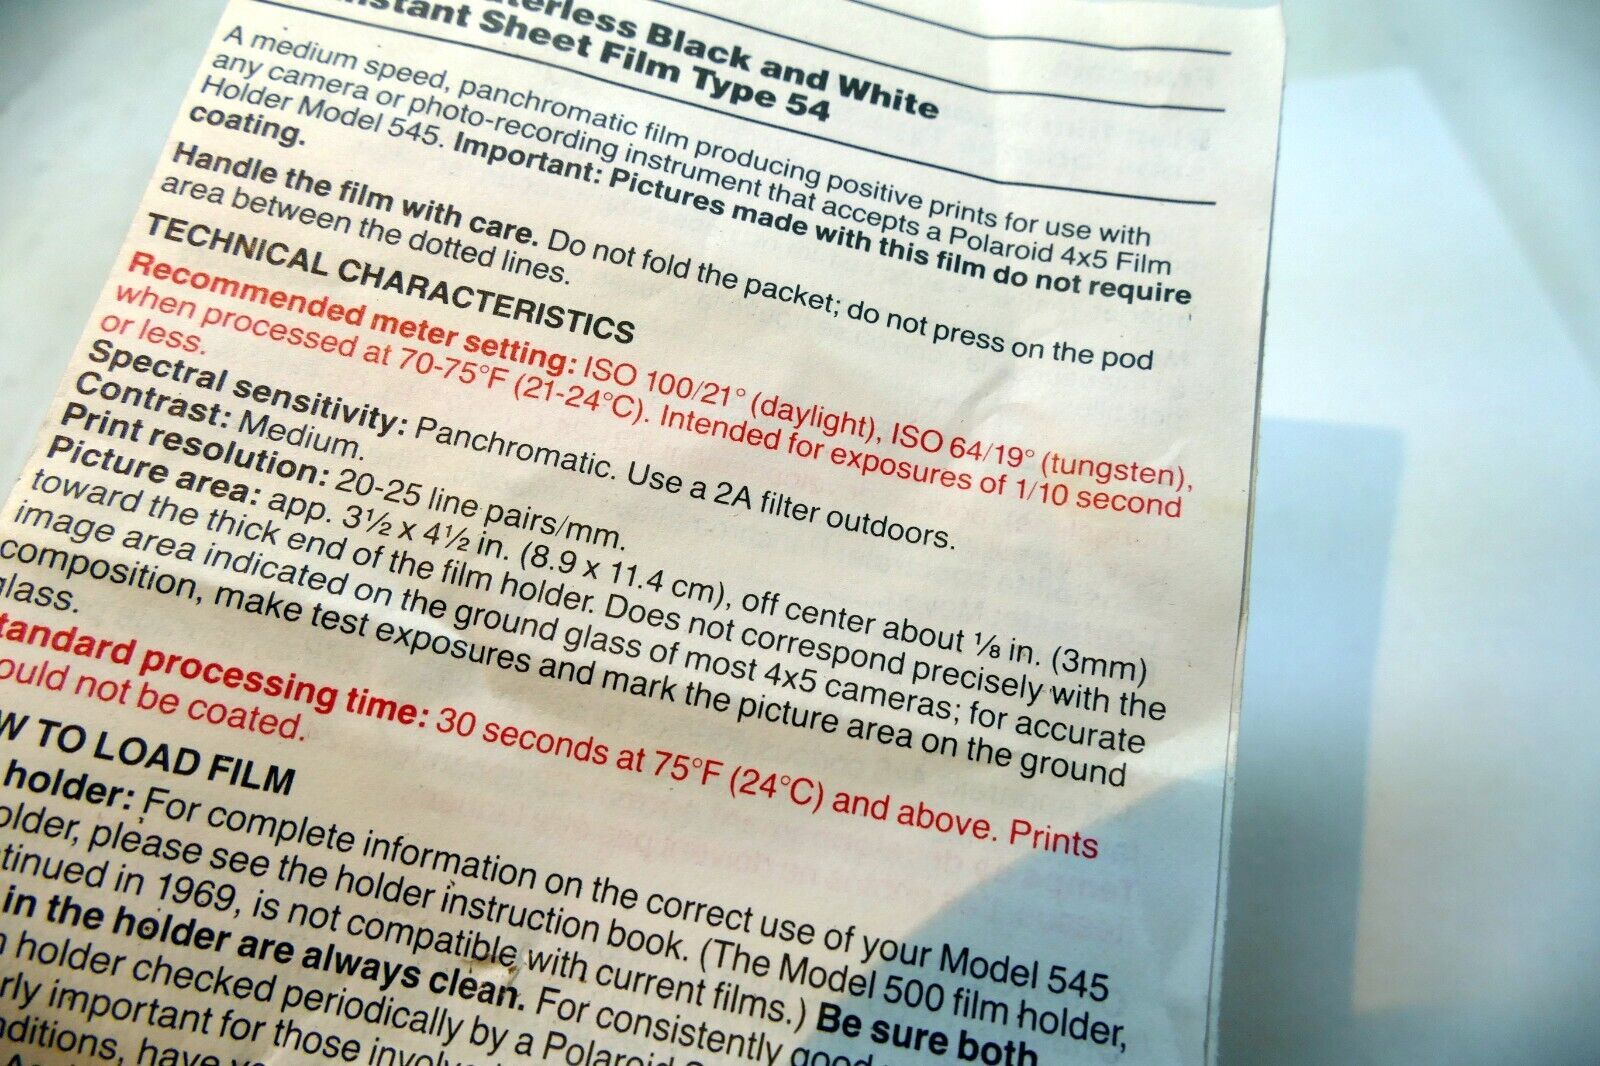 Black and White
Sheet Film Type 54
A medium speed, panchromatic film producing positive prints for use with
any camera or photo-recording instrument that accepts a Polaroid 4x5 Film
Holder Model 545. Important: Pictures made with this film do not require
coating.
Handle the film with care. Do not fold the packet; do not press on the pod
area between the dotted lines.
TECHNICAL CHARACTERISTICS
Recommended meter setting: ISO 100/21° (daylight), ISO 64/19° (tungsten),
when processed at 70-75°F (21-24°C). Intended for exposures of 1/10 second
or less.
Spectral sensitivity: Panchromatic. Use a 2A filter outdoors.
Contrast: Medium.
Print resolution: 20-25 line pairs/mm.
Picture area: app. 3½ x 4½ in. (8.9 x 11.4 cm), off center about ⅛ in. (3mm)
toward the thick end of the film holder. Does not correspond precisely with the
image area indicated on the ground glass of most 4x5 cameras; for accurate
composition, make test exposures and mark the picture area on the ground
glass.
tandard processing time: 30 seconds at 75°F (24°C) and above. Prints
ould not be coated.
W TO LOAD FILM
holder: For complete information on the correct use of your Model 545
older, please see the holder instruction book. (The Model 500 film holder,
tinued in 1969, is not compatible with current films.) Be sure both
in the holder are always clean. For consistently good
holder checked periodically by a Polaroid
rly important for those
nditions, have